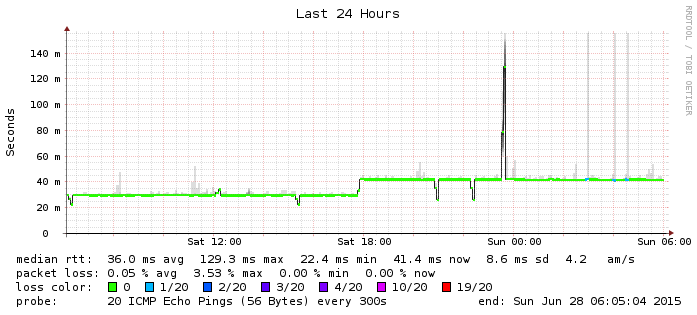 Last 24 Hours
RRDTOOL / TOBI OETIKER
Seconds
140 m
120 m
100 m
80 m
60 m
40 m
20 m
0
Sat 12:00 Sat 18:00 Sun 00:00 Sun 06:00
median rtt: 36.0 ms avg 129.3 ms max 22.4 ms min 41.4 ms now 8.6 ms sd 4.2 am/s
packet loss: 0.05 % avg 3.53 % max 0.00 % min 0.00 % now
loss color: 0 1/20 2/20 3/20 4/20 10/20 19/20
probe: 20 ICMP Echo Pings (56 Bytes) every 300s end: Sun Jun 28 06:05:04 2015